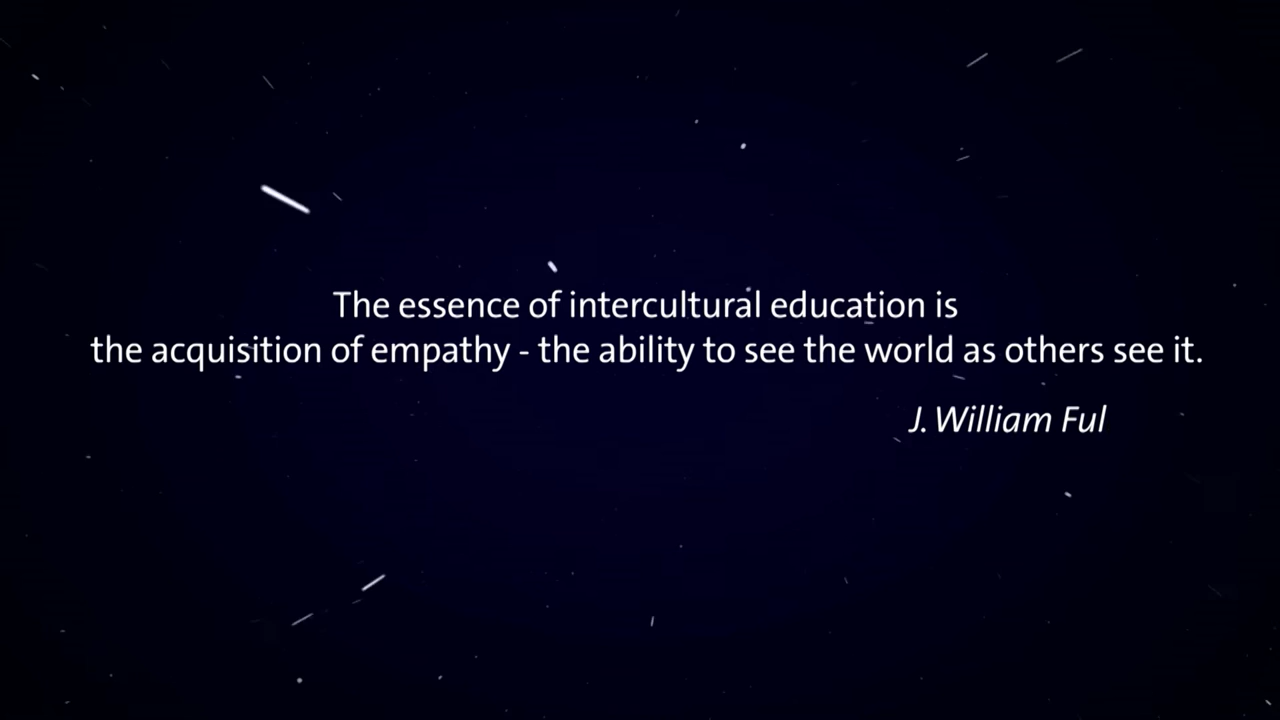 The essence of intercultural education is
the acquisition of empathy - the ability to see the world as others see it.
J. William Ful